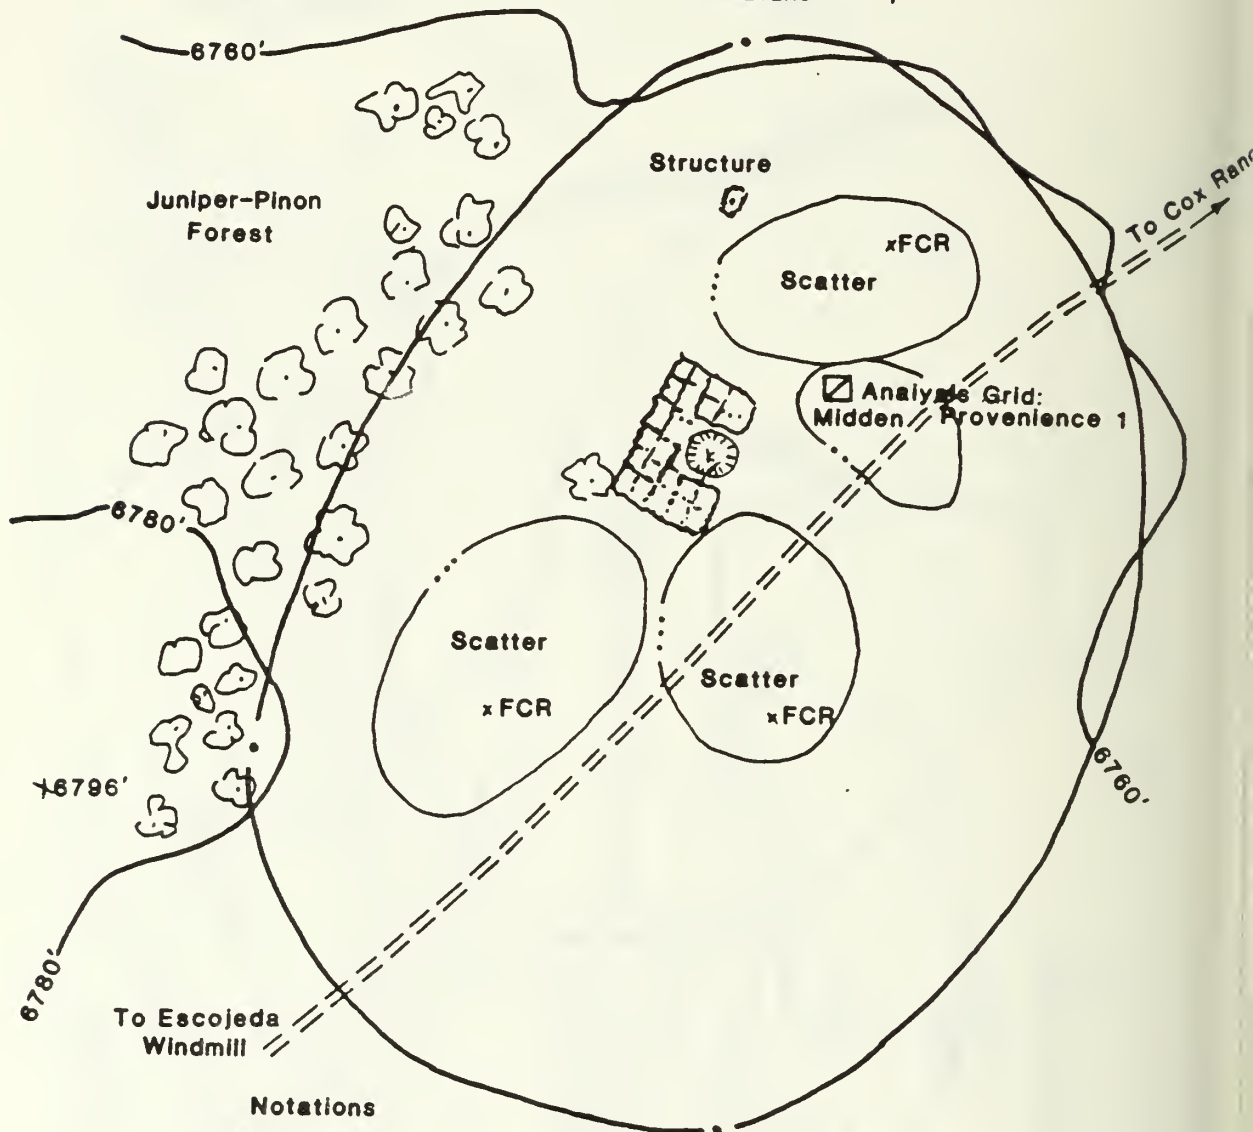 6760'
Structure
Juniper-Pinon
Forest
xFCR
Scatter
To Cox
Analysis Grid:
Midden Provenience 1
6780'
Scatter
xFCR
Scatter
xFCR
6796'
6760'
6780'
To Escojeda
Windmill
Notations